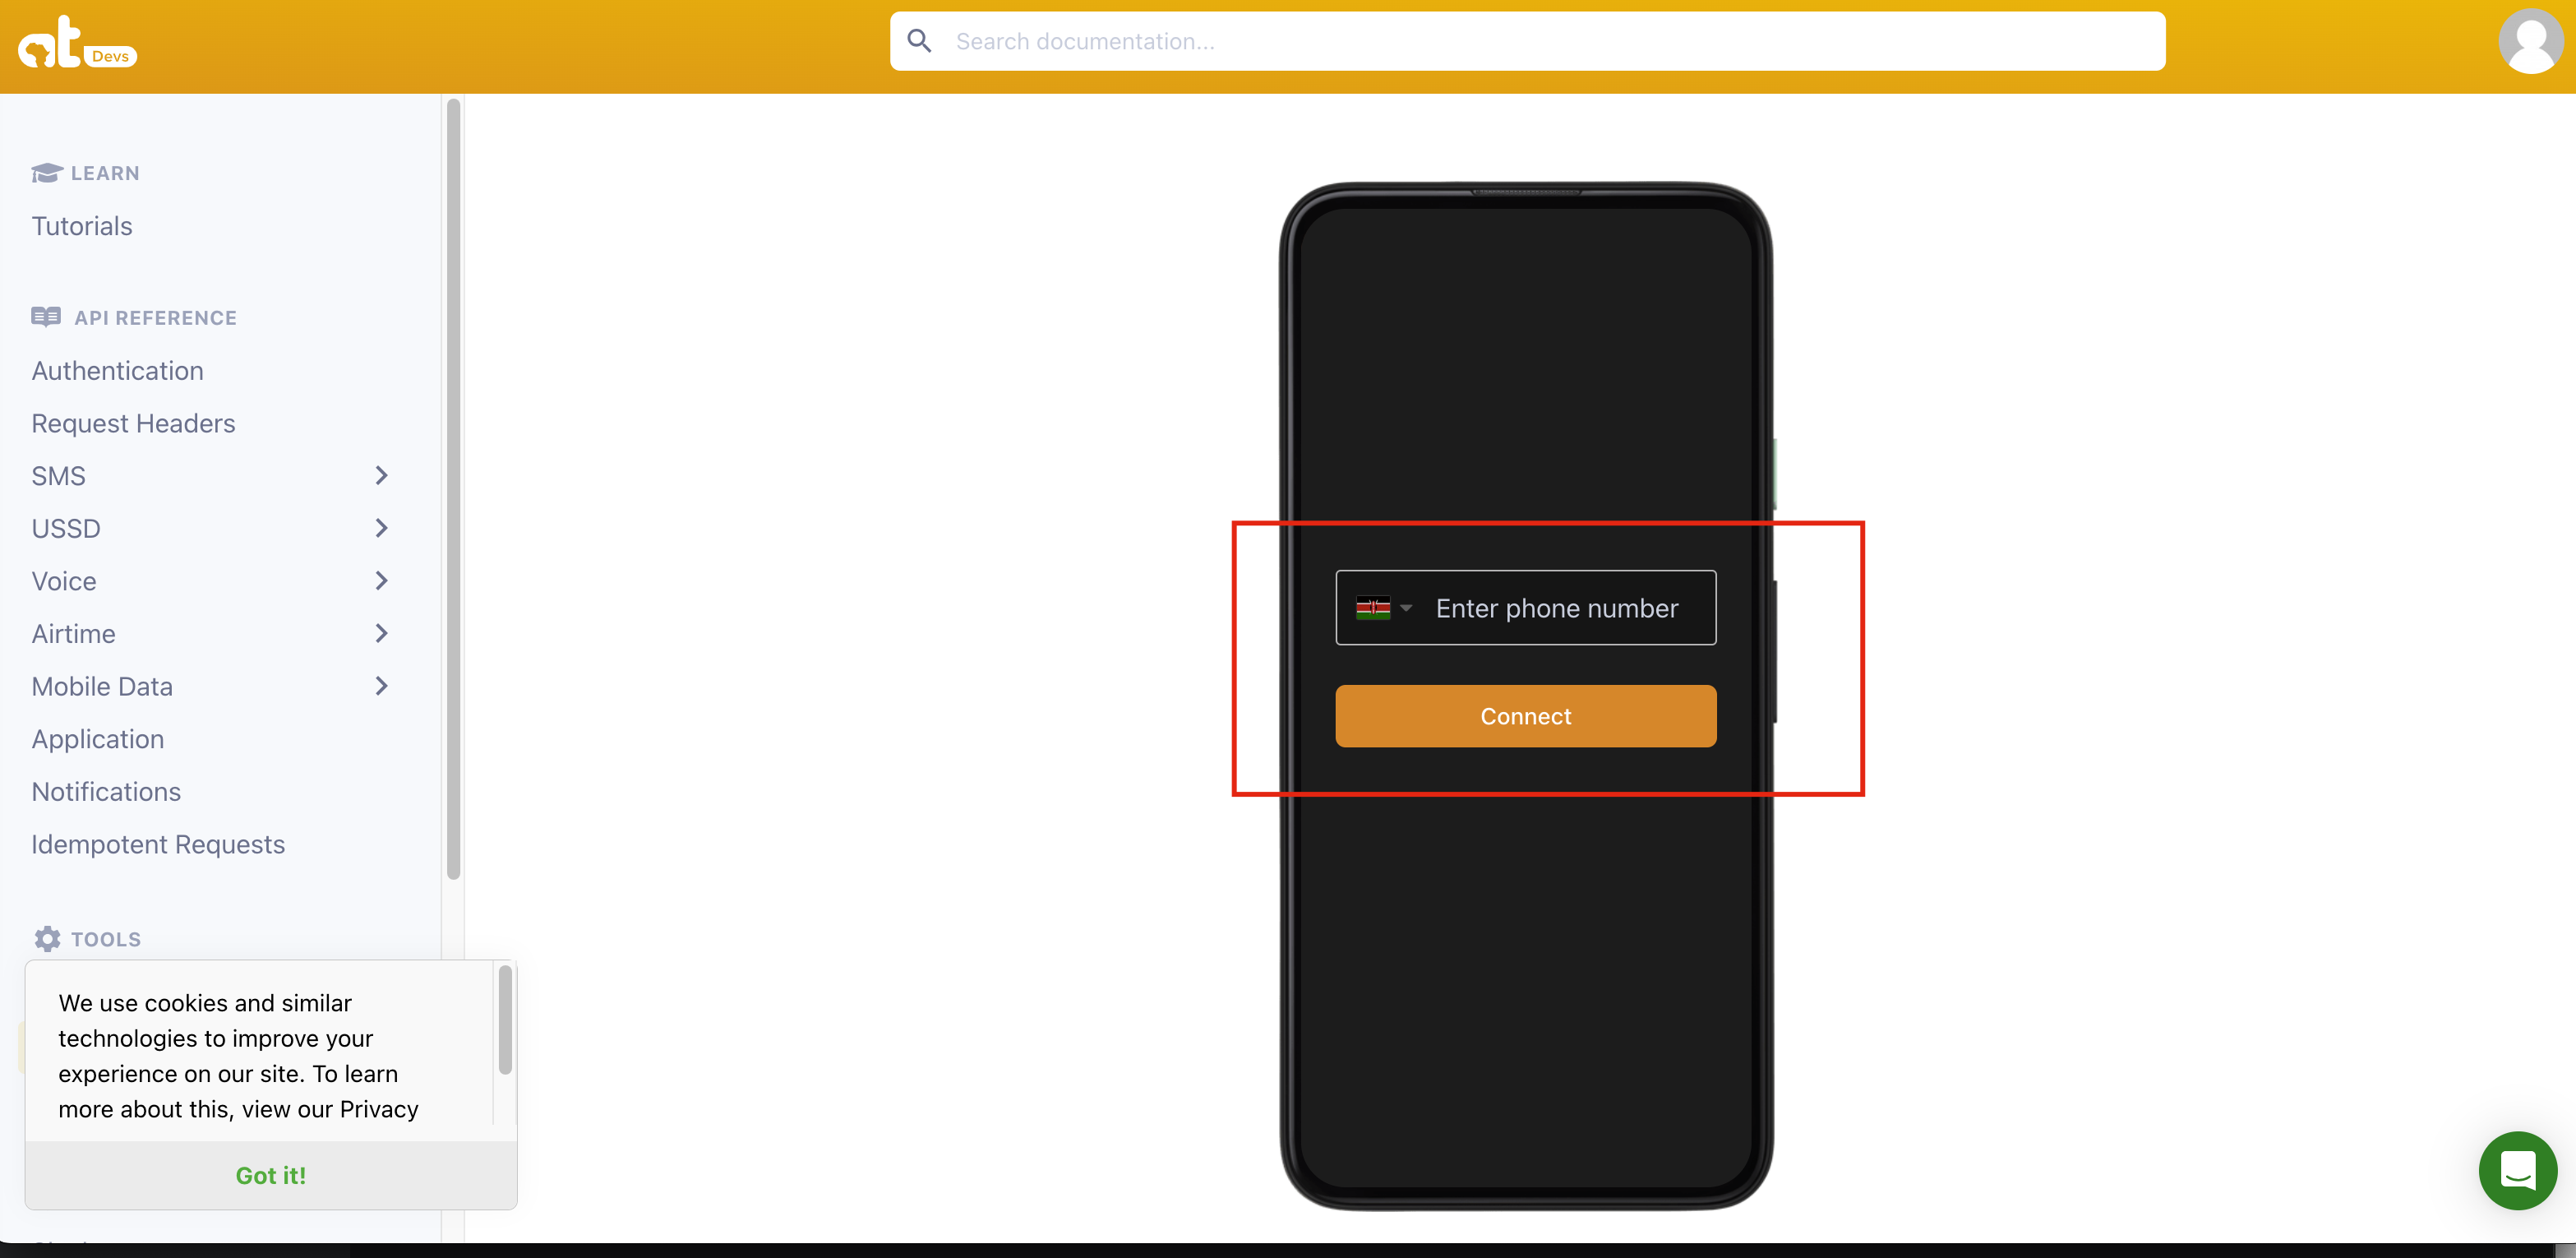 at Devs
Search documentation...
LEARN
Tutorials
API REFERENCE
Authentication
Request Headers
SMS
USSD
Voice
Airtime
Mobile Data
Application
Notifications
Idempotent Requests
TOOLS
We use cookies and similar
technologies to improve your
experience on our site. To learn
more about this, view our Privacy
Got it!
Enter phone number
Connect